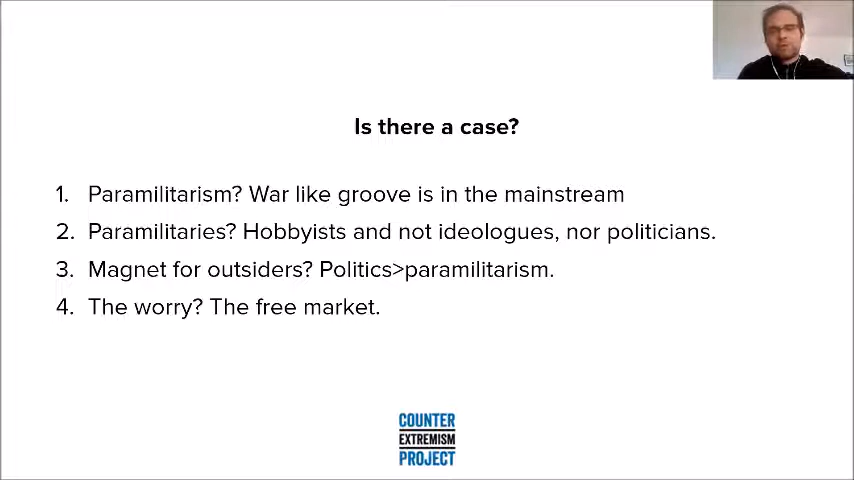 Is there a case?
1. Paramilitarism? War like groove is in the mainstream
2. Paramilitaries? Hobbyists and not ideologues, nor politicians.
3. Magnet for outsiders? Politics>paramilitarism.
4. The worry? The free market.
COUNTER
EXTREMISM
PROJECT